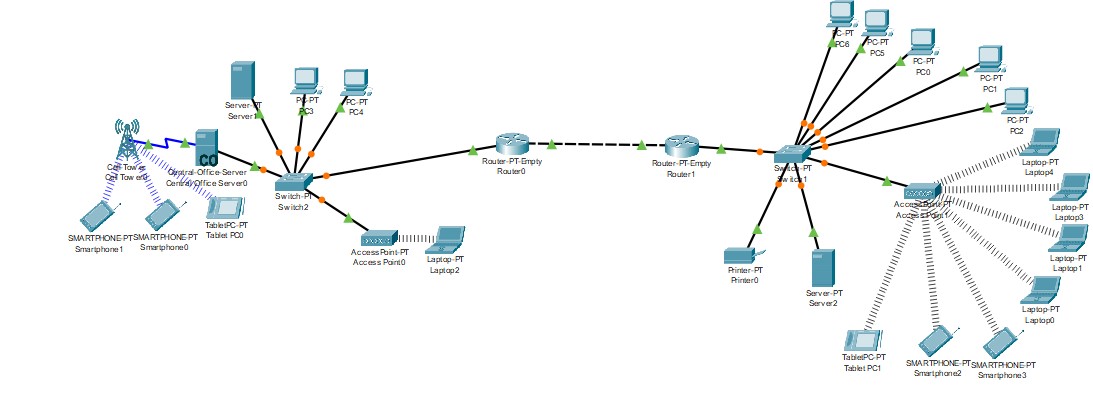 PC-PT
PC6
PC-PT
PC5
PC-PT
PC0
PC-PT
PC1
PC-PT
PC2
Server-PT
Server1
PC-PT
PC3
PC-PT
PC4
Cell Tower
Cell Tower0
CO
Central-Office-Server
Central Office Server0
SMARTPHONE-PT
Smartphone1
SMARTPHONE-PT
Smartphone0
TabletPC-PT
Tablet PC0
Switch-PT
Switch2
AccessPoint-PT
Access Point0
Laptop-PT
Laptop2
Router-PT-Empty
Router0
Router-PT-Empty
Router1
Switch-PT
Switch1
Laptop-PT
Laptop4
AccessPoint-PT
Access Point1
Laptop-PT
Laptop3
Laptop-PT
Laptop1
Laptop-PT
Laptop0
Printer-PT
Printer0
Server-PT
Server2
TabletPC-PT
Tablet PC1
SMARTPHONE-PT
Smartphone2
SMARTPHONE-PT
Smartphone3